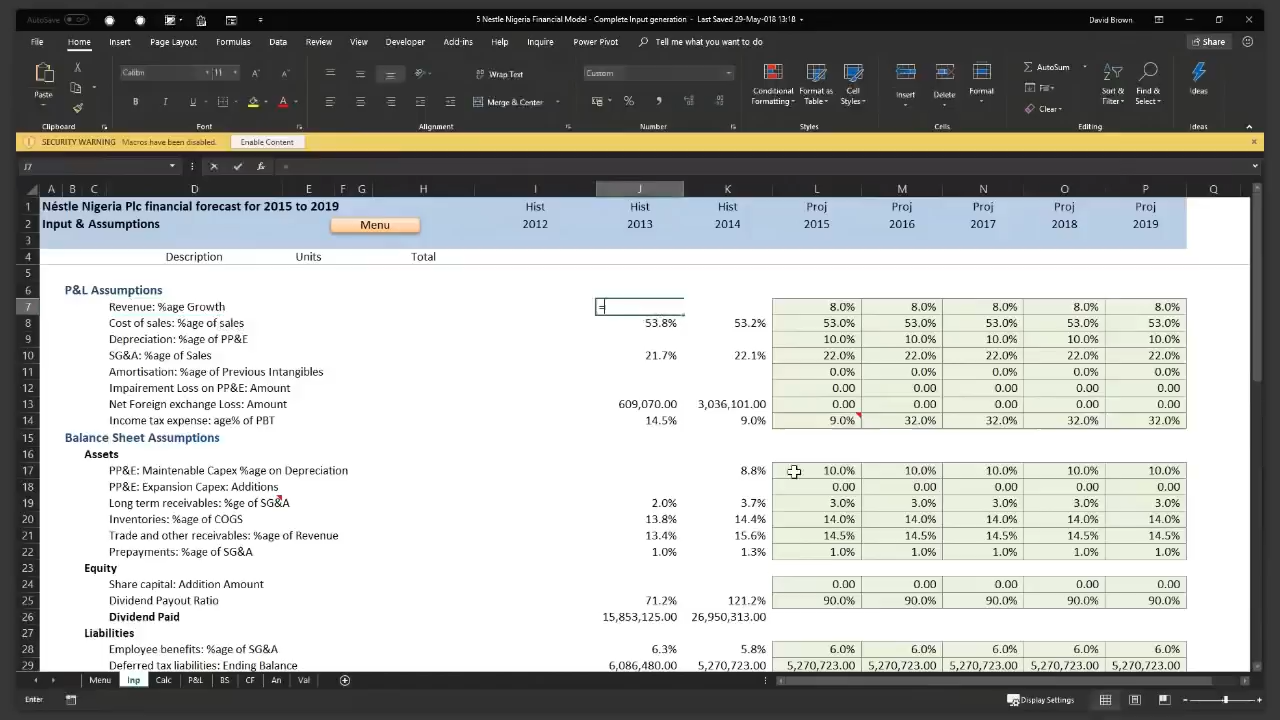 AutoSave Off 5 Nestle Nigeria Financial Model - Complete Input generation - Last Saved 29-May-018 13:18 David Brown
File Home Insert Page Layout Formulas Data Review View Developer Add-ins Help Inquire Power Pivot Tell me what you want to do Share
Calibri 11 Wrap Text Custom AutoSum
Paste Conditional Formatting Format as Table Cell Styles Insert Delete Format Fill Sort & Filter Find & Select Ideas
B I U A Merge & Center % Clear
Clipboard Font Alignment Number Styles Cells Editing Ideas
SECURITY WARNING Macros have been disabled. Enable Content
J7 fx =
A B C D E F G H I J K L M N O P Q
1 Nestle Nigeria Plc financial forecast for 2015 to 2019 Hist Hist Hist Proj Proj Proj Proj Proj
2 Input & Assumptions Menu 2012 2013 2014 2015 2016 2017 2018 2019
3
4 Description Units Total
5
6 P&L Assumptions
7 Revenue: %age Growth = 8.0% 8.0% 8.0% 8.0% 8.0%
8 Cost of sales: %age of sales 53.8% 53.2% 53.0% 53.0% 53.0% 53.0% 53.0%
9 Depreciation: %age of PP&E 10.0% 10.0% 10.0% 10.0% 10.0%
10 SG&A: %age of Sales 21.7% 22.1% 22.0% 22.0% 22.0% 22.0% 22.0%
11 Amortisation: %age of Previous Intangibles 0.0% 0.0% 0.0% 0.0% 0.0%
12 Impairment Loss on PP&E: Amount 0.00 0.00 0.00 0.00 0.00
13 Net Foreign exchange Loss: Amount 609,070.00 3,036,101.00 0.00 0.00 0.00 0.00 0.00
14 Income tax expense: age% of PBT 14.5% 9.0% 9.0% 32.0% 32.0% 32.0% 32.0%
15 Balance Sheet Assumptions
16 Assets
17 PP&E: Maintenable Capex %age on Depreciation 8.8% 10.0% 10.0% 10.0% 10.0% 10.0%
18 PP&E: Expansion Capex: Additions 0.00 0.00 0.00 0.00 0.00
19 Long term receivables: %ge of SG&A 2.0% 3.7% 3.0% 3.0% 3.0% 3.0% 3.0%
20 Inventories: %age of COGS 13.8% 14.4% 14.0% 14.0% 14.0% 14.0% 14.0%
21 Trade and other receivables: %age of Revenue 13.4% 15.6% 14.5% 14.5% 14.5% 14.5% 14.5%
22 Prepayments: %age of SG&A 1.0% 1.3% 1.0% 1.0% 1.0% 1.0% 1.0%
23 Equity
24 Share capital: Addition Amount 0.00 0.00 0.00 0.00 0.00
25 Dividend Payout Ratio 71.2% 121.2% 90.0% 90.0% 90.0% 90.0% 90.0%
26 Dividend Paid 15,853,125.00 26,950,313.00
27 Liabilities
28 Employee benefits: %age of SG&A 6.3% 5.8% 6.0% 6.0% 6.0% 6.0% 6.0%
29 Deferred tax liabilities: Ending Balance 6,086,480.00 5,270,723.00 5,270,723.00 5,270,723.00 5,270,723.00 5,270,723.00 5,270,723.00
Menu Inp Calc P&L BS CF An Val
Enter Display Settings